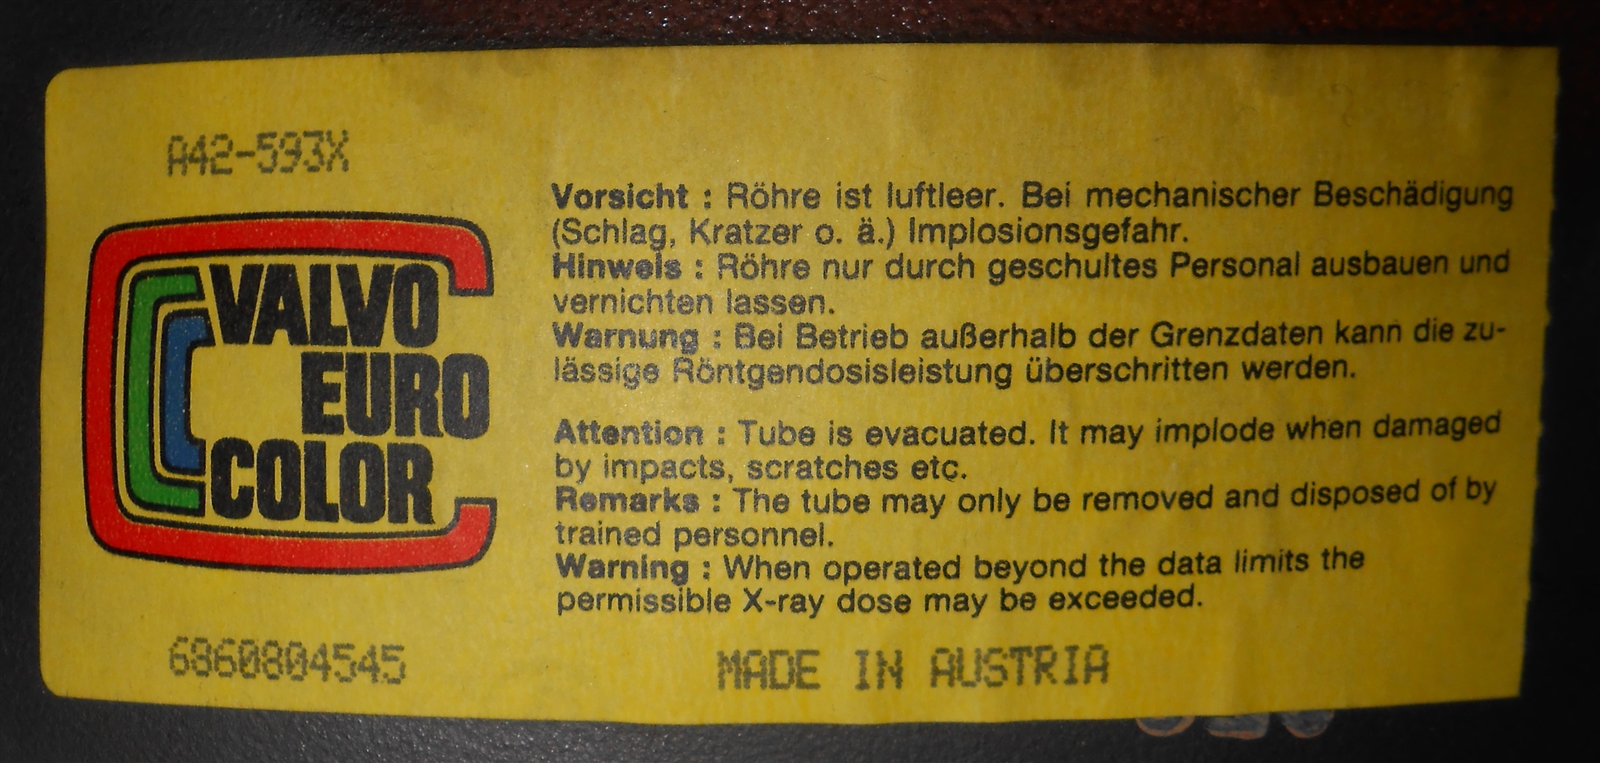 A42-593X
VALVO
EURO
COLOR
6860804545
Vorsicht : Röhre ist luftleer. Bei mechanischer Beschädigung
(Schlag, Kratzer o. ä.) Implosionsgefahr.
Hinweis : Röhre nur durch geschultes Personal ausbauen und
vernichten lassen.
Warnung : Bei Betrieb außerhalb der Grenzdaten kann die zu-
lässige Röntgendosisleistung überschritten werden.
Attention : Tube is evacuated. It may implode when damaged
by impacts, scratches etc.
Remarks : The tube may only be removed and disposed of by
trained personnel.
Warning : When operated beyond the data limits the
permissible X-ray dose may be exceeded.
MADE IN AUSTRIA